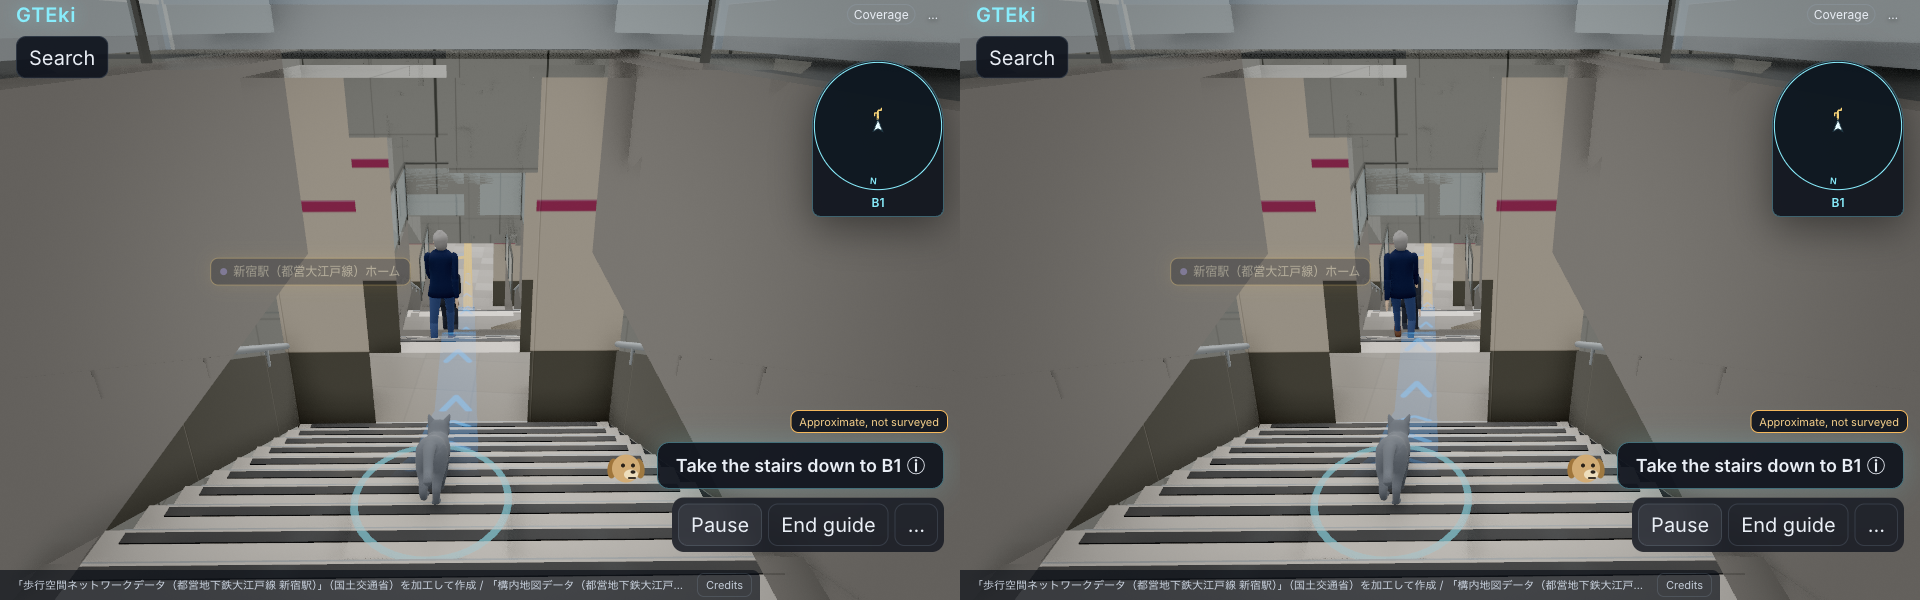 GTEki
Coverage
...
Search
N
B1
新宿駅（都営大江戸線）ホーム
Approximate, not surveyed
Take the stairs down to B1 ⓘ
Pause
End guide
...
「歩行空間ネットワークデータ（都営地下鉄大江戸線 新宿駅）」（国土交通省）を加工して作成 / 「構内地図データ（都営地下鉄大江戸...
Credits
GTEki
Coverage
...
Search
N
B1
新宿駅（都営大江戸線）ホーム
Approximate, not surveyed
Take the stairs down to B1 ⓘ
Pause
End guide
...
「歩行空間ネットワークデータ（都営地下鉄大江戸線 新宿駅）」（国土交通省）を加工して作成 / 「構内地図データ（都営地下鉄大江戸...
Credits